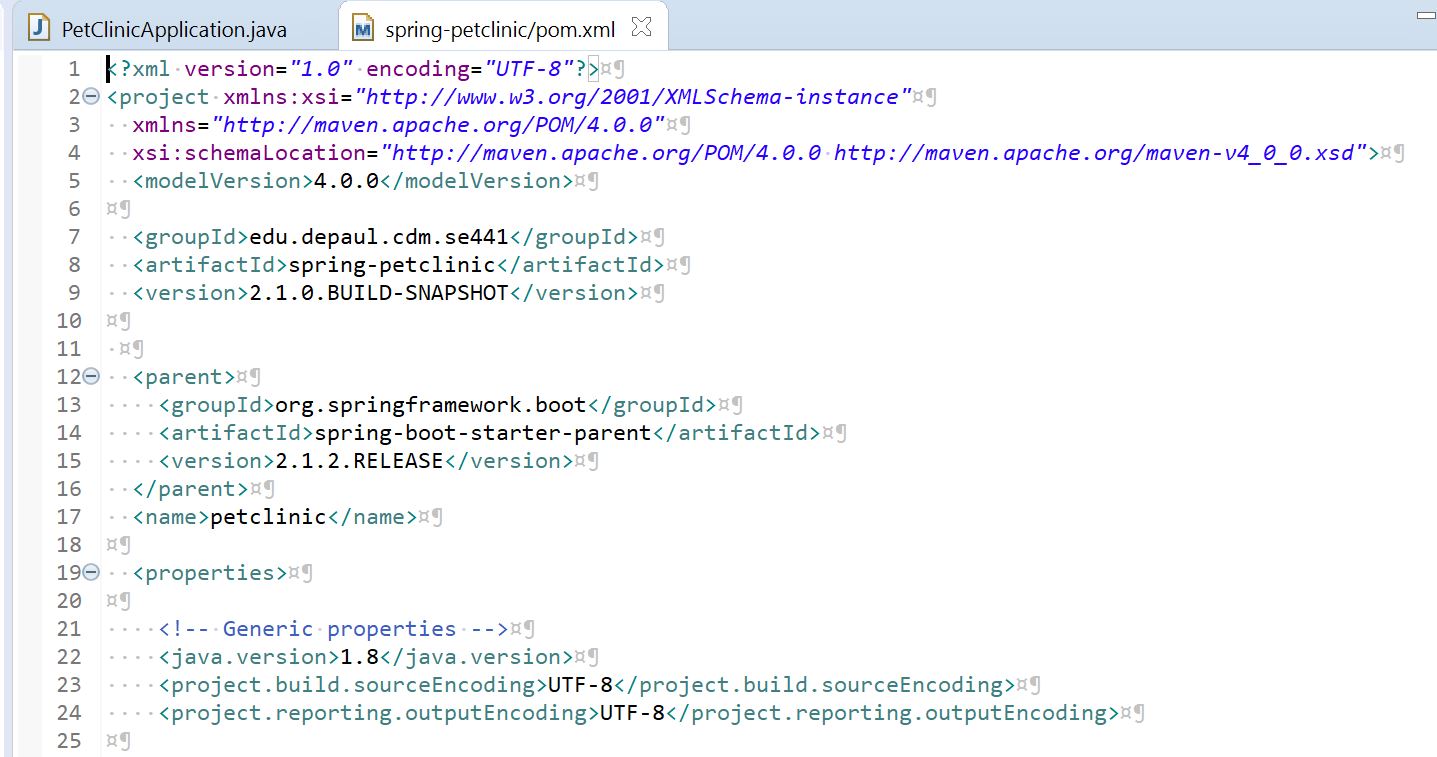 PetClinicApplication.java spring-petclinic/pom.xml
1 <?xml·version="1.0"·encoding="UTF-8"?>¤¶
2 <project·xmlns:xsi="http://www.w3.org/2001/XMLSchema-instance"¤¶
3 ··xmlns="http://maven.apache.org/POM/4.0.0"¤¶
4 ··xsi:schemaLocation="http://maven.apache.org/POM/4.0.0·http://maven.apache.org/maven-v4_0_0.xsd">¤¶
5 ··<modelVersion>4.0.0</modelVersion>¤¶
6 ¤¶
7 ··<groupId>edu.depaul.cdm.se441</groupId>¤¶
8 ··<artifactId>spring-petclinic</artifactId>¤¶
9 ··<version>2.1.0.BUILD-SNAPSHOT</version>¤¶
10 ¤¶
11 ·¤¶
12 ··<parent>¤¶
13 ····<groupId>org.springframework.boot</groupId>¤¶
14 ····<artifactId>spring-boot-starter-parent</artifactId>¤¶
15 ····<version>2.1.2.RELEASE</version>¤¶
16 ··</parent>¤¶
17 ··<name>petclinic</name>¤¶
18 ¤¶
19 ··<properties>¤¶
20 ¤¶
21 ····<!--·Generic·properties·-->¤¶
22 ····<java.version>1.8</java.version>¤¶
23 ····<project.build.sourceEncoding>UTF-8</project.build.sourceEncoding>¤¶
24 ····<project.reporting.outputEncoding>UTF-8</project.reporting.outputEncoding>¤¶
25 ¤¶